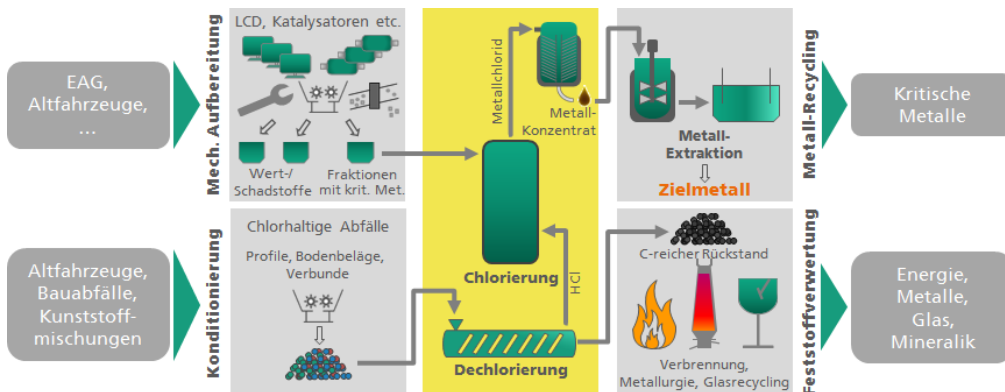 EAG,
Altfahrzeuge,
...
Mech. Aufbereitung
LCD, Katalysatoren etc.
Wert-/
Schadstoffe
Fraktionen
mit krit. Met.
Metallchlorid
Metall-
Konzentrat
Metall-
Extraktion
Zielmetall
Metall-Recycling
Kritische
Metalle
Altfahrzeuge,
Bauabfälle,
Kunststoff-
mischungen
Konditionierung
Chlorhaltige Abfälle
Profile, Bodenbeläge,
Verbunde
Chlorierung
HCl
Dechlorierung
C-reicher Rückstand
Verbrennung,
Metallurgie, Glasrecycling
Feststoffverwertung
Energie,
Metalle,
Glas,
Mineralik